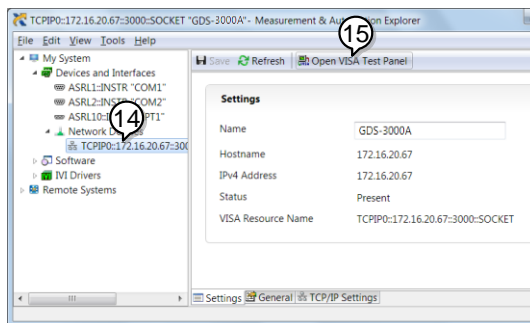 TCPIP0::172.16.20.67::3000::SOCKET "GDS-3000A" - Measurement & Explorer
15
File Edit View Tools Help
Save Refresh Open VISA Test Panel
My System
Devices and Interfaces
ASRL1::INSTR "COM1"
ASRL2::INSTR "COM2"
14
Network
TCPIP0::172.16.20.67::300
Software
IVI Drivers
Remote Systems
Settings
Name GDS-3000A
Hostname 172.16.20.67
IPv4 Address 172.16.20.67
Status Present
VISA Resource Name TCPIP0::172.16.20.67::3000::SOCKET
Settings General TCP/IP Settings